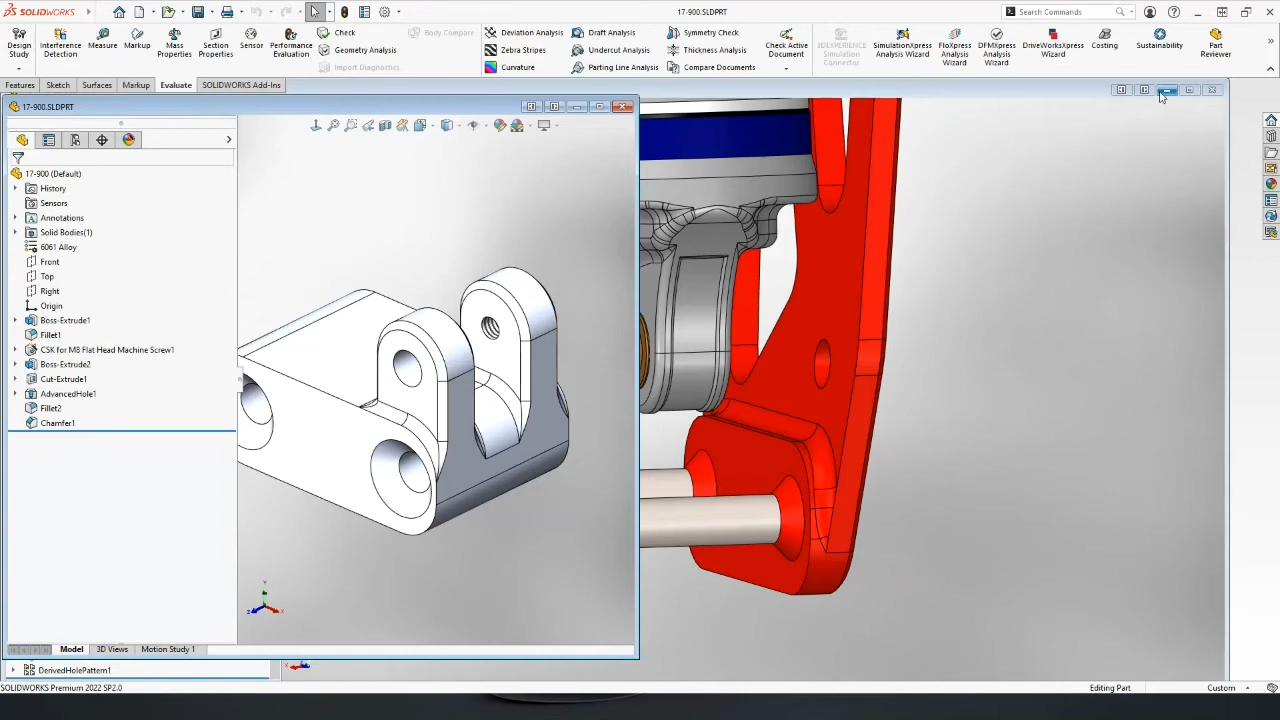 SOLIDWORKS
17-900.SLDPRT
Search Commands
Design Study
Interference Detection
Measure
Markup
Mass Properties
Section Properties
Sensor
Performance Evaluation
Check
Geometry Analysis
Import Diagnostics
Body Compare
Deviation Analysis
Zebra Stripes
Curvature
Draft Analysis
Undercut Analysis
Parting Line Analysis
Symmetry Check
Thickness Analysis
Compare Documents
Check Active Document
3DEXPERIENCE Simulation Connector
SimulationXpress Analysis Wizard
FloXpress Analysis Wizard
DFMXpress Analysis Wizard
DriveWorksXpress Wizard
Costing
Sustainability
Part Reviewer
Features
Sketch
Surfaces
Markup
Evaluate
SOLIDWORKS Add-Ins
17-900.SLDPRT
17-900 (Default)
History
Sensors
Annotations
Solid Bodies(1)
6061 Alloy
Front
Top
Right
Origin
Boss-Extrude1
Fillet1
CSK for M8 Flat Head Machine Screw1
Boss-Extrude2
Cut-Extrude1
AdvancedHole1
Fillet2
Chamfer1
Y
Z
X
Model
3D Views
Motion Study 1
DerivedHolePattern1
X
SOLIDWORKS Premium 2022 SP2.0
Editing Part
Custom